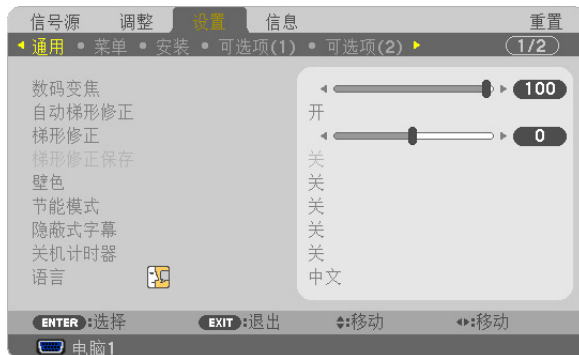 信号源 调整 设置 信息 重置
通用 • 菜单 • 安装 • 可选项(1) • 可选项(2) 1/2
数码变焦 100
自动梯形修正 开
梯形修正 0
梯形修正保存 关
壁色 关
节能模式 关
隐蔽式字幕 关
关机计时器 关
语言 中文
ENTER:选择 EXIT:退出 :移动 :移动
电脑1